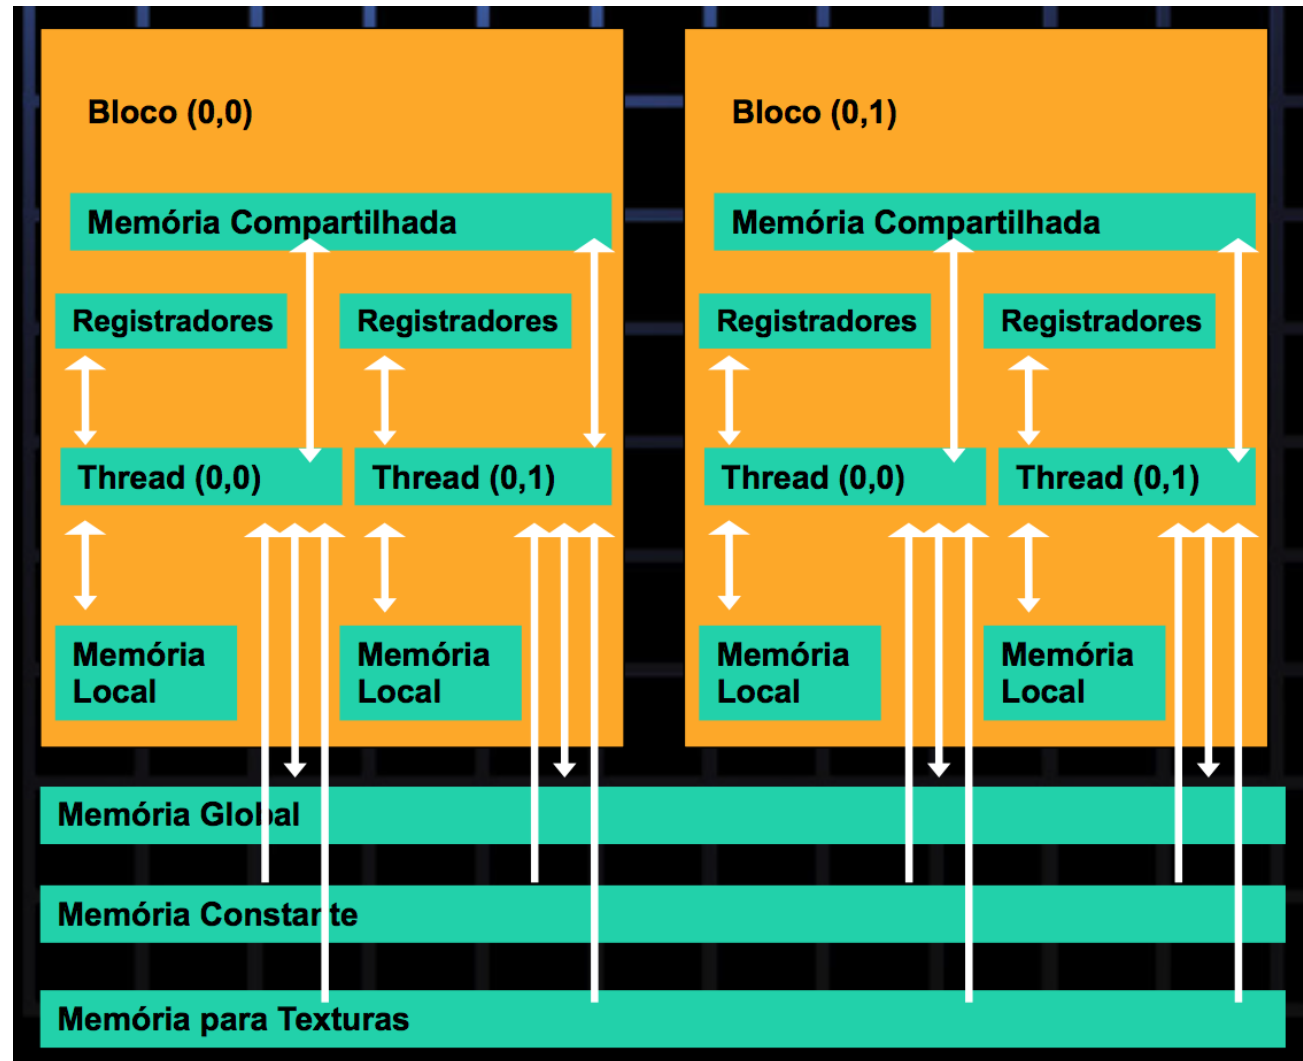 Bloco (0,0)
Bloco (0,1)
Memória Compartilhada
Memória Compartilhada
Registradores
Registradores
Registradores
Registradores
Thread (0,0)
Thread (0,1)
Thread (0,0)
Thread (0,1)
Memória
Local
Memória
Local
Memória
Local
Memória
Local
Memória Global
Memória Constante
Memória para Texturas